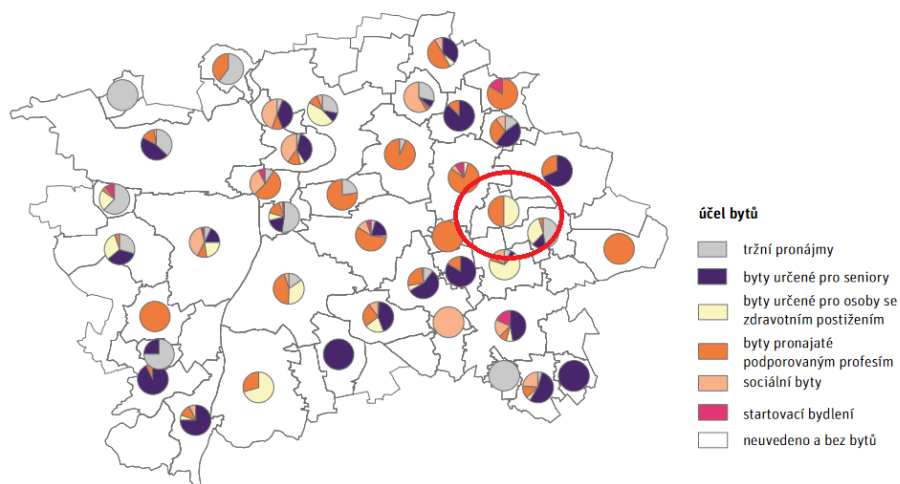 účel bytů
tržní pronájmy
byty určené pro seniory
byty určené pro osoby se
zdravotním postižením
byty pronajaté
podporovaným profesím
sociální byty
startovací bydlení
neuvedeno a bez bytů